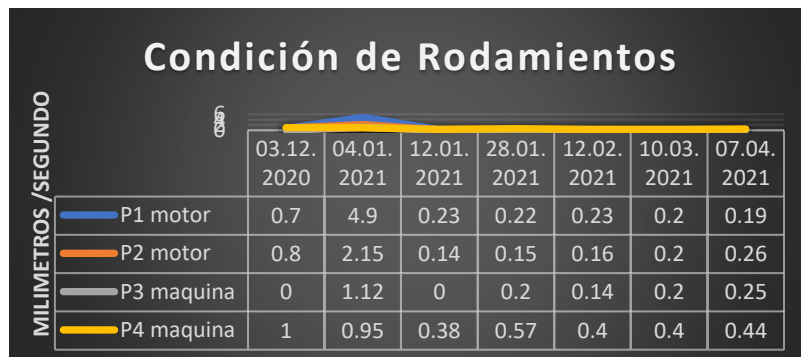 Condición de Rodamientos
MILIMETROS /SEGUNDO
6
0
03.12. 04.01. 12.01. 28.01. 12.02. 10.03. 07.04.
2020 2021 2021 2021 2021 2021 2021
P1 motor 0.7 4.9 0.23 0.22 0.23 0.2 0.19
P2 motor 0.8 2.15 0.14 0.15 0.16 0.2 0.26
P3 maquina 0 1.12 0 0.2 0.14 0.2 0.25
P4 maquina 1 0.95 0.38 0.57 0.4 0.4 0.44